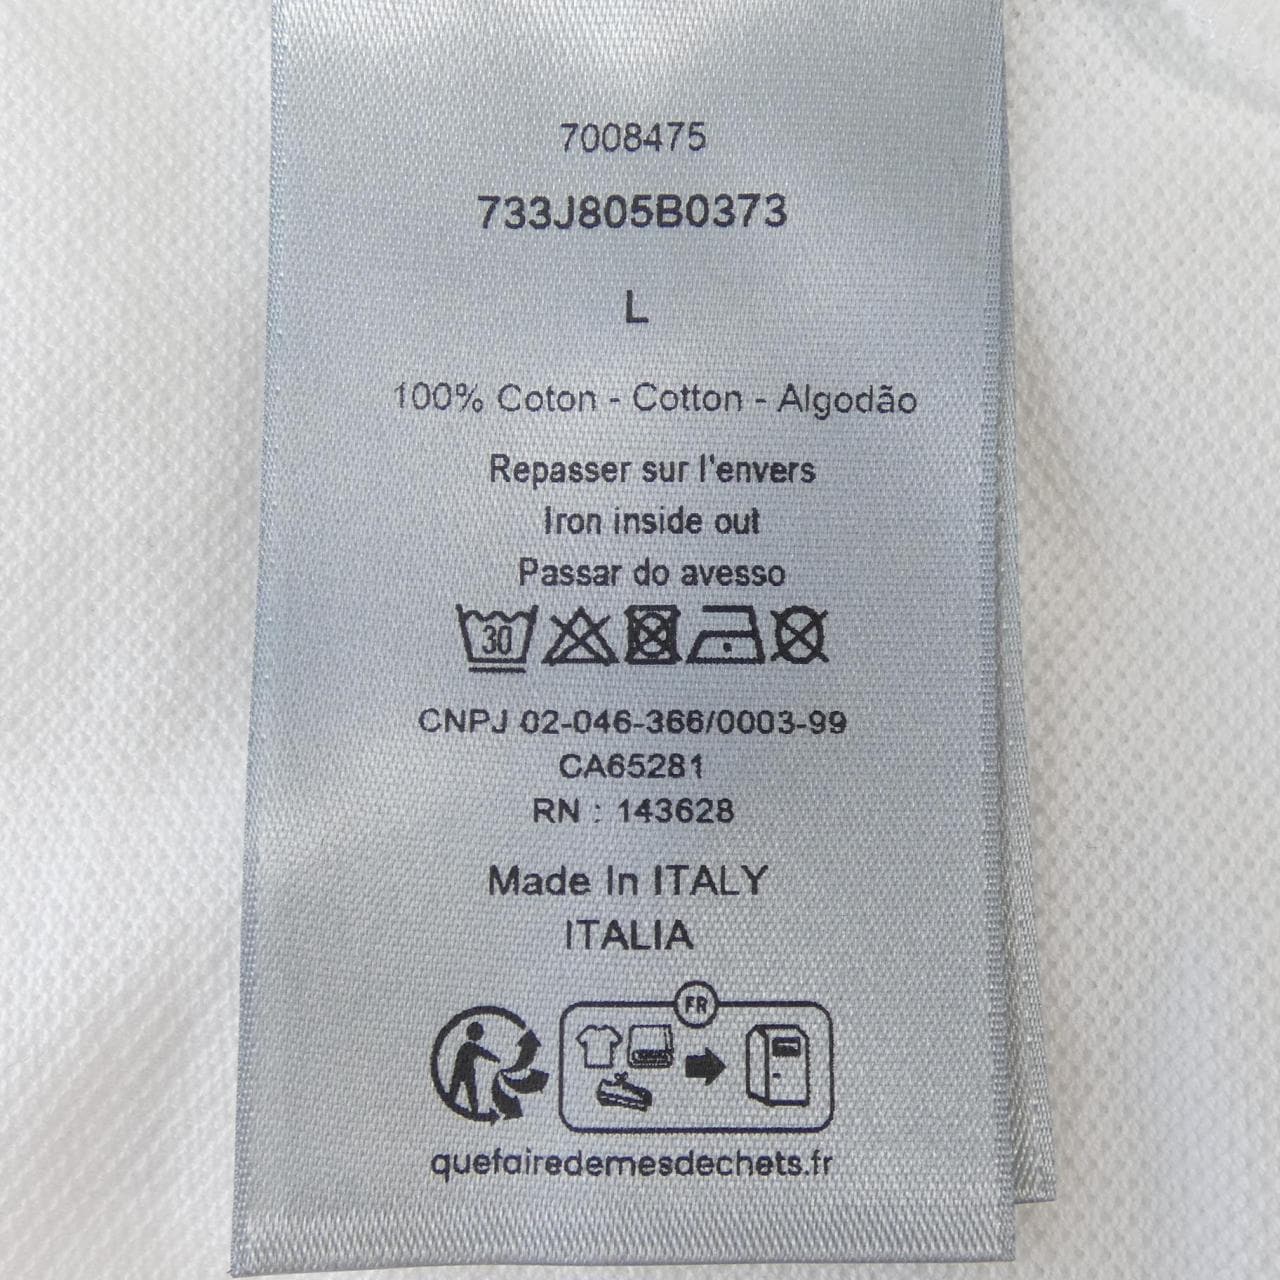 7008475
733J805B0373
L
100% Coton - Cotton - Algodão
Repasser sur l'envers
Iron inside out
Passar do avesso
30
CNPJ 02-046-366/0003-99
CA65281
RN : 143628
Made In ITALY
ITALIA
FR
quefairedemesdechets.fr